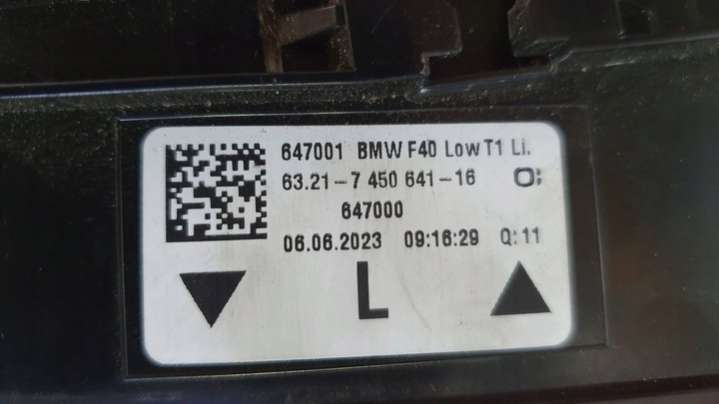 647001 BMW F40 Low T1 Li.
63.21-7 450 641-16
647000
06.06.2023 09:16:29 Q:11
L